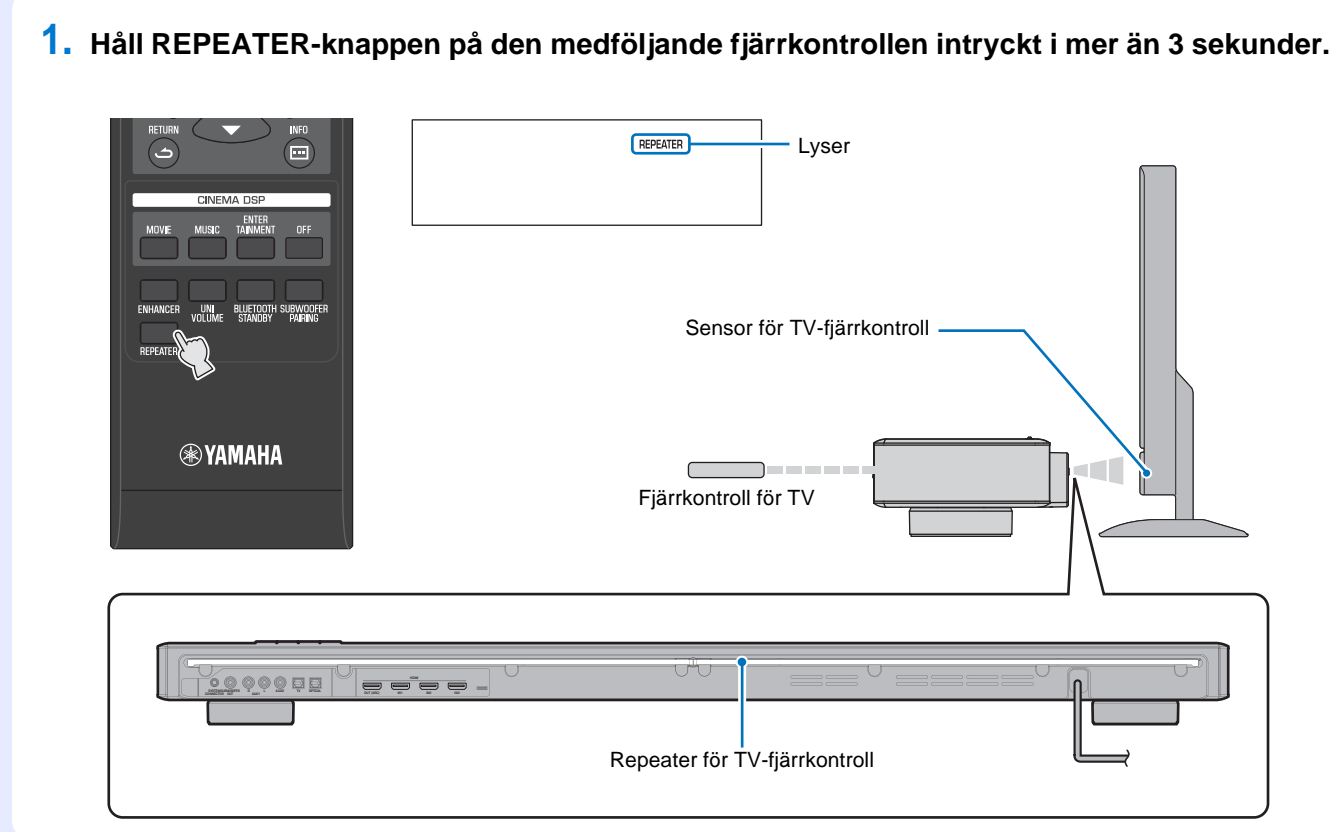 1. Håll REPEATER-knappen på den medföljande fjärrkontrollen intryckt i mer än 3 sekunder.
RETURN
INFO
CINEMA DSP
MOVIE
MUSIC
ENTER
TAINMENT
OFF
ENHANCER
UNI
VOLUME
BLUETOOTH
STANDBY
SUBWOOFER
PAIRING
REPEATER
YAMAHA
REPEATER
Lyser
Sensor för TV-fjärrkontroll
Fjärrkontroll för TV
HDMI
Repeater för TV-fjärrkontroll